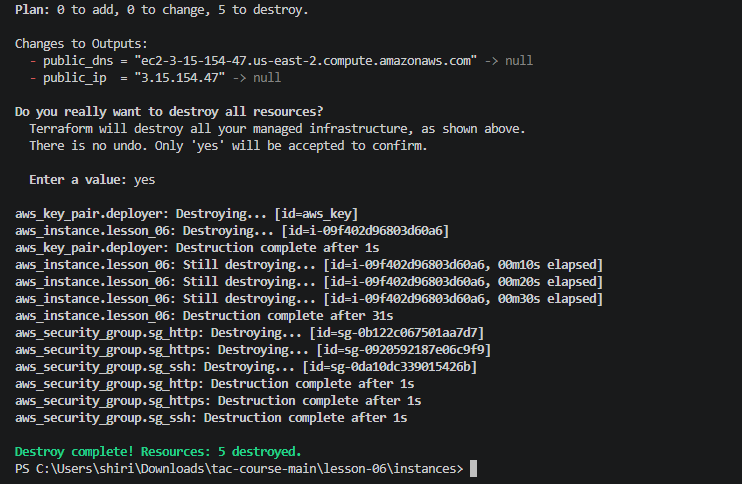 Plan: 0 to add, 0 to change, 5 to destroy.
Changes to Outputs:
- public_dns = "ec2-3-15-154-47.us-east-2.compute.amazonaws.com" -> null
- public_ip  = "3.15.154.47" -> null
Do you really want to destroy all resources?
Terraform will destroy all your managed infrastructure, as shown above.
There is no undo. Only 'yes' will be accepted to confirm.
Enter a value: yes
aws_key_pair.deployer: Destroying... [id=aws_key]
aws_instance.lesson_06: Destroying... [id=i-09f402d96803d60a6]
aws_key_pair.deployer: Destruction complete after 1s
aws_instance.lesson_06: Still destroying... [id=i-09f402d96803d60a6, 00m10s elapsed]
aws_instance.lesson_06: Still destroying... [id=i-09f402d96803d60a6, 00m20s elapsed]
aws_instance.lesson_06: Still destroying... [id=i-09f402d96803d60a6, 00m30s elapsed]
aws_instance.lesson_06: Destruction complete after 31s
aws_security_group.sg_http: Destroying... [id=sg-0b122c067501aa7d7]
aws_security_group.sg_https: Destroying... [id=sg-0920592187e06c9f9]
aws_security_group.sg_ssh: Destroying... [id=sg-0da10dc339015426b]
aws_security_group.sg_http: Destruction complete after 1s
aws_security_group.sg_https: Destruction complete after 1s
aws_security_group.sg_ssh: Destruction complete after 1s
Destroy complete! Resources: 5 destroyed.
PS C:\Users\shiri\Downloads\tac-course-main\lesson-06\instances>